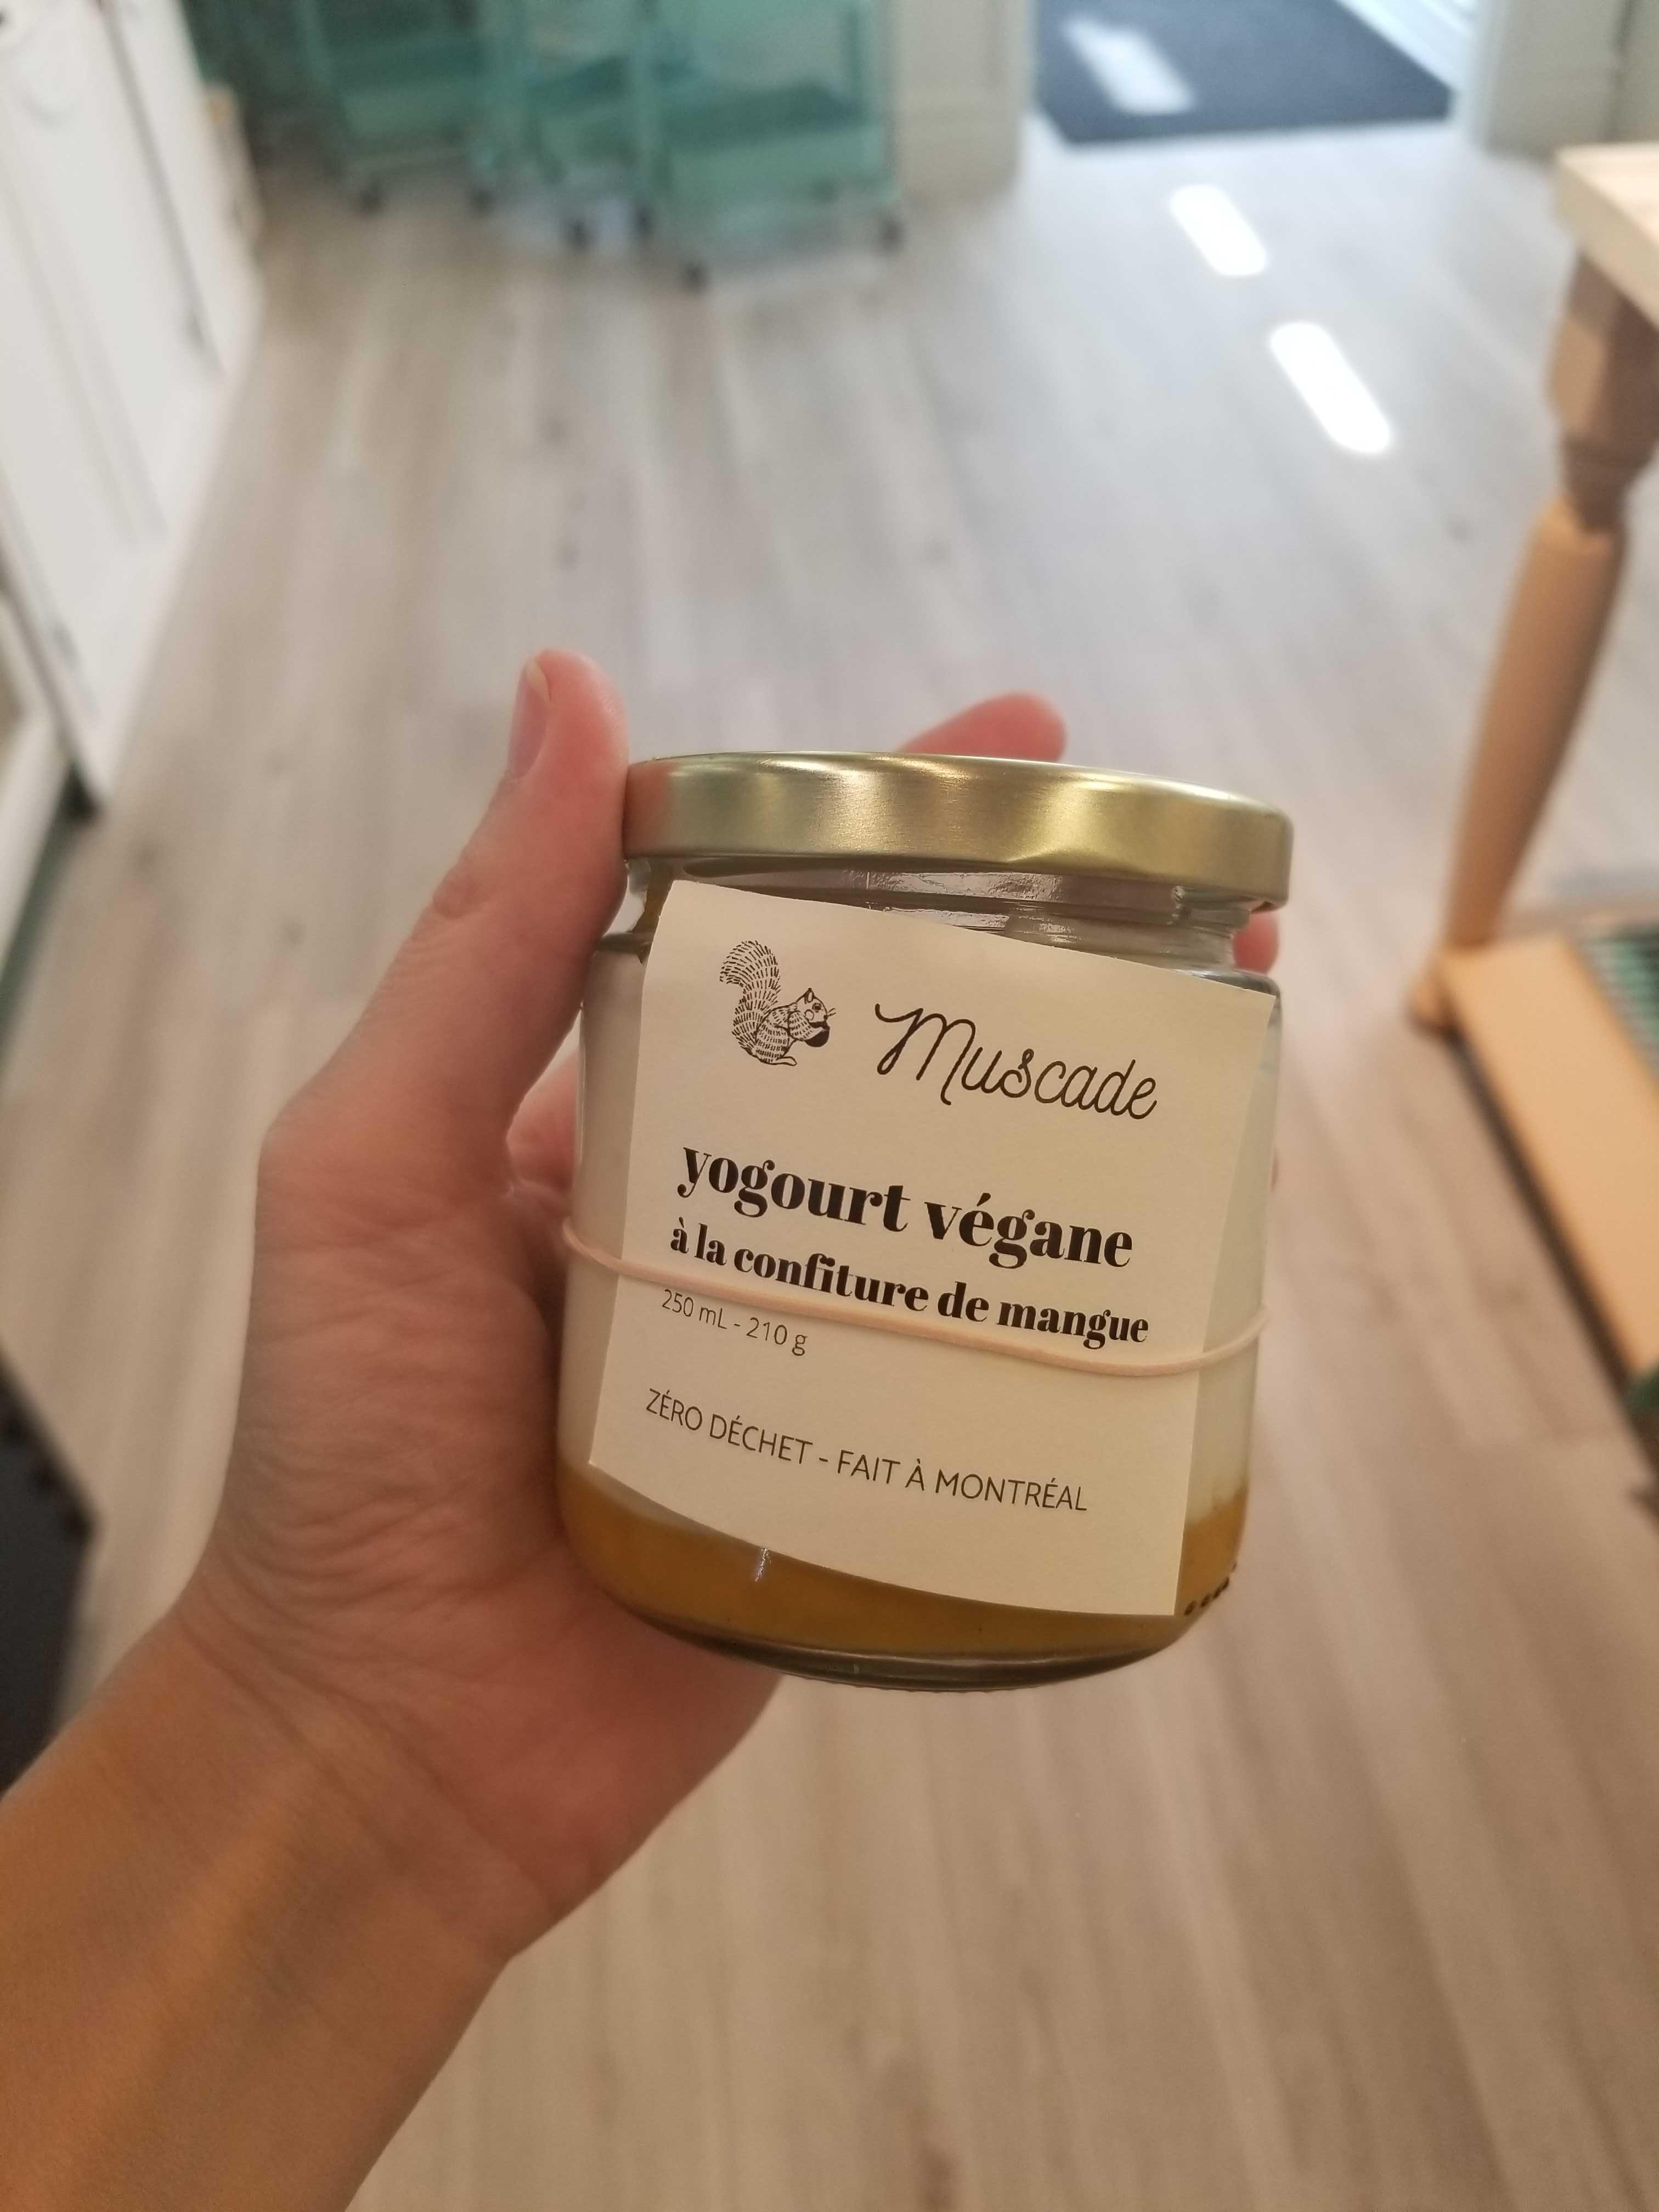 Muscade
yogourt végane
à la confiture de mangue
250 mL - 210 g
ZÉRO DÉCHET - FAIT À MONTRÉAL